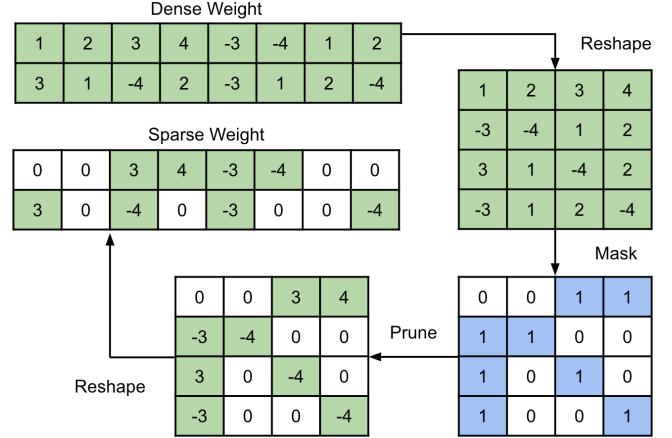 Dense Weight
1 2 3 4 -3 -4 1 2
3 1 -4 2 -3 1 2 -4
Reshape
1 2 3 4
-3 -4 1 2
3 1 -4 2
-3 1 2 -4
Mask
0 0 1 1
1 1 0 0
1 0 1 0
1 0 0 1
Prune
0 0 3 4
-3 -4 0 0
3 0 -4 0
-3 0 0 -4
Reshape
Sparse Weight
0 0 3 4 -3 -4 0 0
3 0 -4 0 -3 0 0 -4